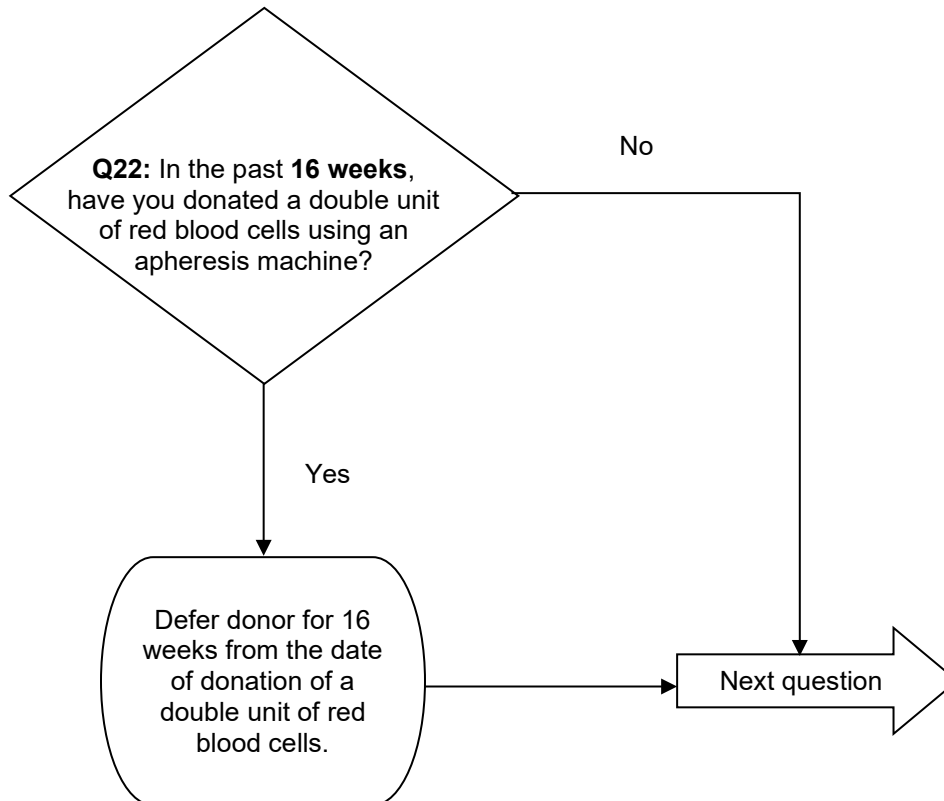 Q22: In the past 16 weeks,
have you donated a double unit
of red blood cells using an
apheresis machine?
No
Yes
Defer donor for 16
weeks from the date
of donation of a
double unit of red
blood cells.
Next question